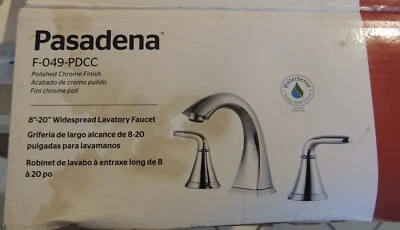 Pasadena®
F-049-PDCC
Polished Chrome Finish
Acabado de cromo pulido
Fini chrome poli
WaterSense
8"-20" Widespread Lavatory Faucet
Grifería de largo alcance de 8-20
pulgadas para lavamanos
Robinet de lavabo à entraxe long de 8
à 20 po